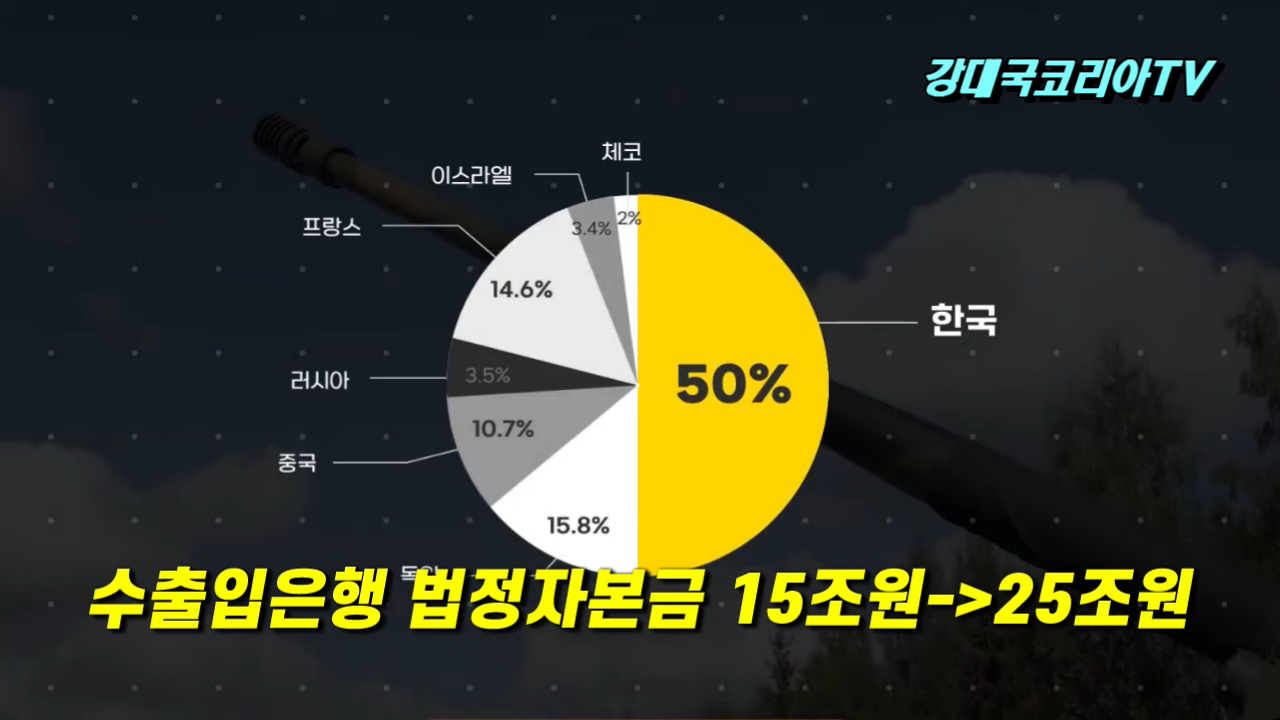 강대국코리아TV
체코
이스라엘
2%
3.4%
프랑스
14.6%
한국
50%
러시아
3.5%
10.7%
중국
15.8%
수출입은행 법정자본금 15조원->25조원